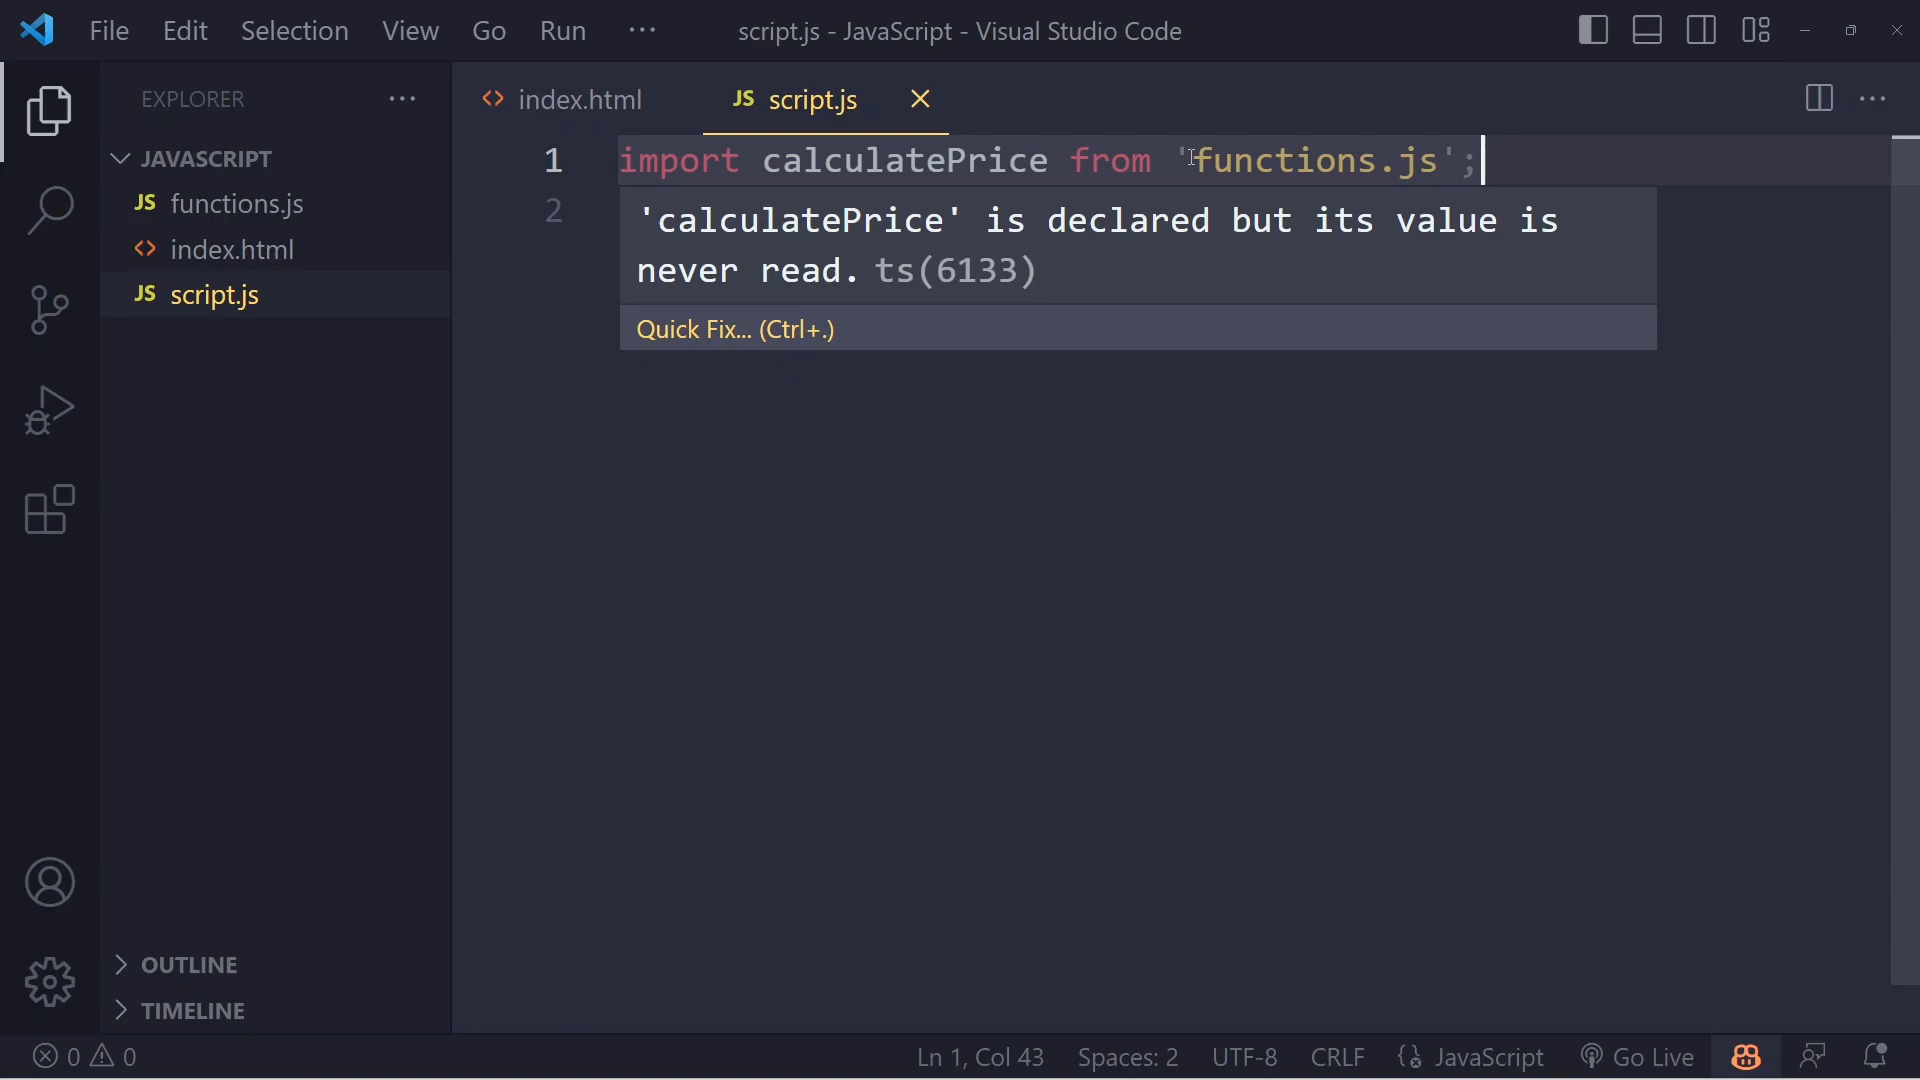 File Edit Selection View Go Run ··· script.js - JavaScript - Visual Studio Code
EXPLORER ···
<> index.html JS script.js ×
JAVASCRIPT
JS functions.js
<> index.html
JS script.js
1 import calculatePrice from 'functions.js';
2
'calculatePrice' is declared but its value is
never read. ts(6133)
Quick Fix... (Ctrl+.)
OUTLINE
TIMELINE
0 0 Ln 1, Col 43 Spaces: 2 UTF-8 CRLF JavaScript Go Live